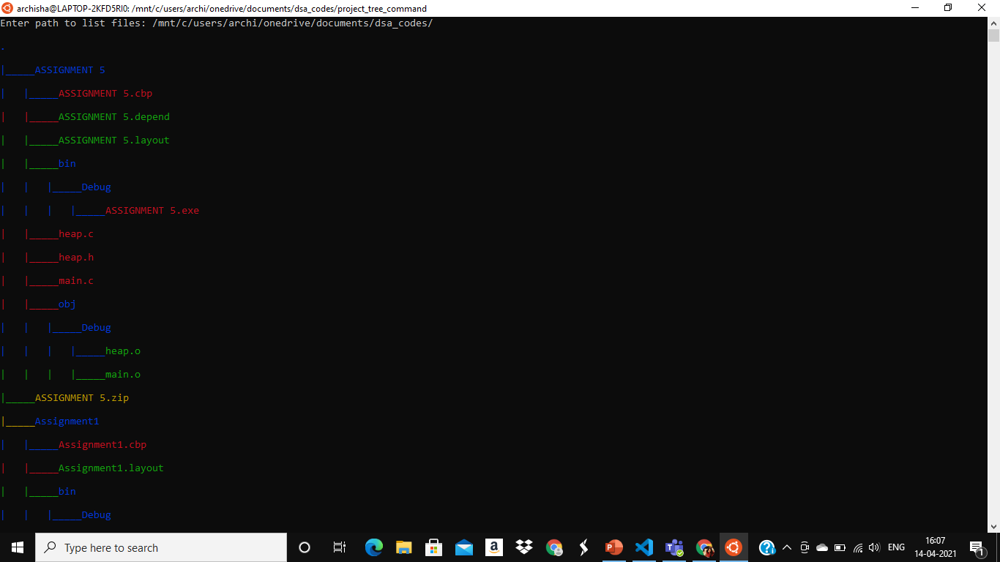 archisha@LAPTOP-2KFD5RI0: /mnt/c/users/archi/onedrive/documents/dsa_codes/project_tree_command
Enter path to list files: /mnt/c/users/archi/onedrive/documents/dsa_codes/
.
|_____ASSIGNMENT 5
|   |_____ASSIGNMENT 5.cbp
|   |_____ASSIGNMENT 5.depend
|   |_____ASSIGNMENT 5.layout
|   |_____bin
|   |   |_____Debug
|   |   |   |_____ASSIGNMENT 5.exe
|   |_____heap.c
|   |_____heap.h
|   |_____main.c
|   |_____obj
|   |   |_____Debug
|   |   |   |_____heap.o
|   |   |   |_____main.o
|_____ASSIGNMENT 5.zip
|_____Assignment1
|   |_____Assignment1.cbp
|   |_____Assignment1.layout
|   |_____bin
|   |   |_____Debug
Type here to search
ENG
16:07
14-04-2021
1